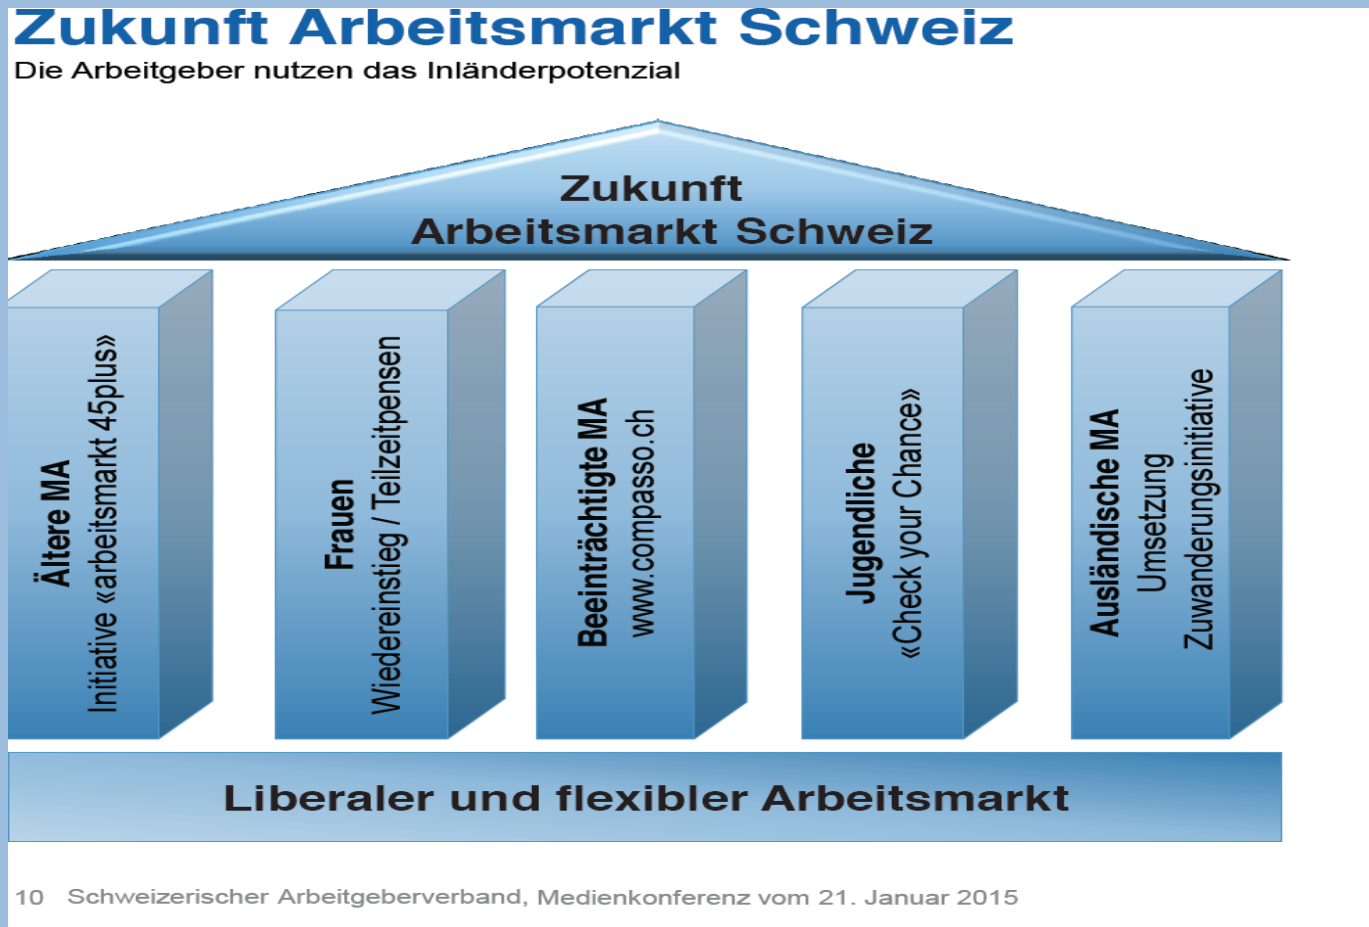 Zukunft Arbeitsmarkt Schweiz
Die Arbeitgeber nutzen das Inländerpotenzial
Zukunft
Arbeitsmarkt Schweiz
Ältere MA
Initiative «arbeitsmarkt 45plus»
Frauen
Wiedereinstieg / Teilzeitpensen
Beeinträchtigte MA
www.compasso.ch
Jugendliche
«Check your Chance»
Ausländische MA
Umsetzung
Zuwanderungsinitiative
Liberaler und flexibler Arbeitsmarkt
10 Schweizerischer Arbeitgeberverband, Medienkonferenz vom 21. Januar 2015